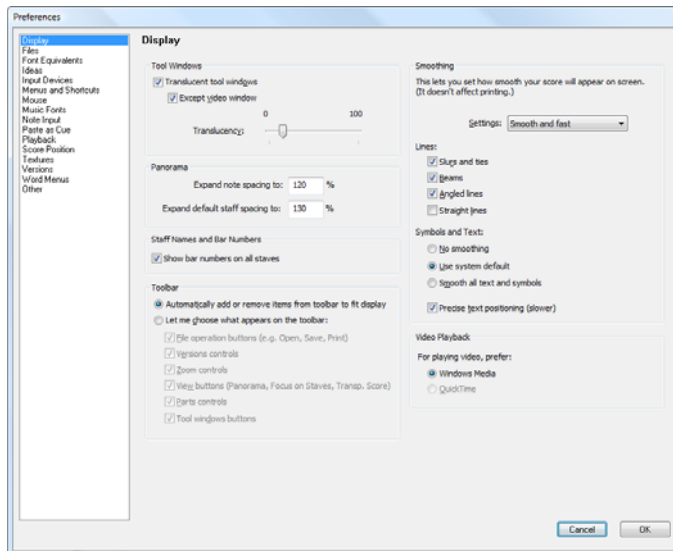 Preferences
Display
Files
Font Equivalents
Ideas
Input Devices
Menus and Shortcuts
Mouse
Music Fonts
Note Input
Paste as Cue
Playback
Score Position
Textures
Versions
Word Menus
Other
Display
Tool Windows
Translucent tool windows
Except video window
0 100
Translucency:
Panorama
Expand note spacing to: 120 %
Expand default staff spacing to: 130 %
Staff Names and Bar Numbers
Show bar numbers on all staves
Toolbar
Automatically add or remove items from toolbar to fit display
Let me choose what appears on the toolbar:
File operation buttons (e.g. Open, Save, Print)
Versions controls
Zoom controls
View buttons (Panorama, Focus on Staves, Transp. Score)
Parts controls
Tool windows buttons
Smoothing
This lets you set how smooth your score will appear on screen.
(It doesn't affect printing.)
Settings: Smooth and fast
Lines:
Slurs and ties
Beams
Angled lines
Straight lines
Symbols and Text:
No smoothing
Use system default
Smooth all text and symbols
Precise text positioning (slower)
Video Playback
For playing video, prefer:
Windows Media
QuickTime
Cancel OK